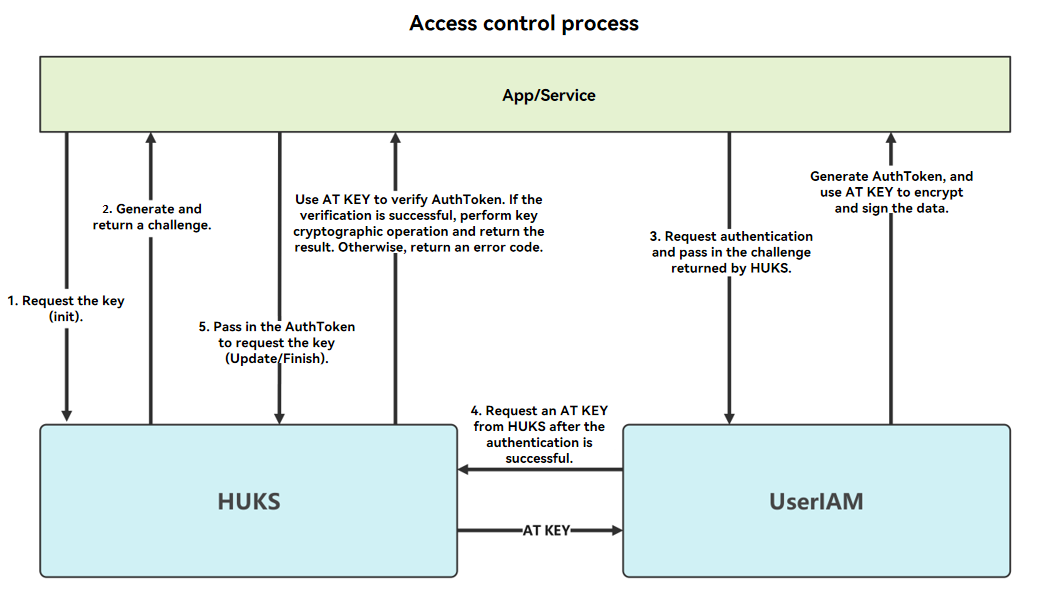 Access control process
App/Service
1. Request the key
(init).
2. Generate and
return a challenge.
Use AT KEY to verify AuthToken. If the
verification is successful, perform key
cryptographic operation and return the
result. Otherwise, return an error code.
5. Pass in the AuthToken
to request the key
(Update/Finish).
3. Request authentication
and pass in the challenge
returned by HUKS.
Generate AuthToken, and
use AT KEY to encrypt
and sign the data.
4. Request an AT KEY
from HUKS after the
authentication is
successful.
HUKS
AT KEY
UserIAM